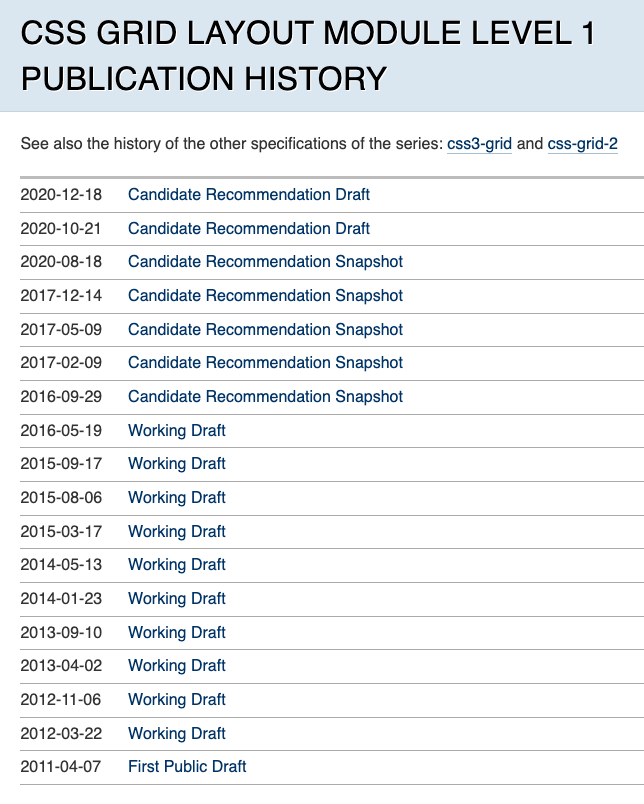 CSS GRID LAYOUT MODULE LEVEL 1
PUBLICATION HISTORY
See also the history of the other specifications of the series: css3-grid and css-grid-2
2020-12-18 Candidate Recommendation Draft
2020-10-21 Candidate Recommendation Draft
2020-08-18 Candidate Recommendation Snapshot
2017-12-14 Candidate Recommendation Snapshot
2017-05-09 Candidate Recommendation Snapshot
2017-02-09 Candidate Recommendation Snapshot
2016-09-29 Candidate Recommendation Snapshot
2016-05-19 Working Draft
2015-09-17 Working Draft
2015-08-06 Working Draft
2015-03-17 Working Draft
2014-05-13 Working Draft
2014-01-23 Working Draft
2013-09-10 Working Draft
2013-04-02 Working Draft
2012-11-06 Working Draft
2012-03-22 Working Draft
2011-04-07 First Public Draft